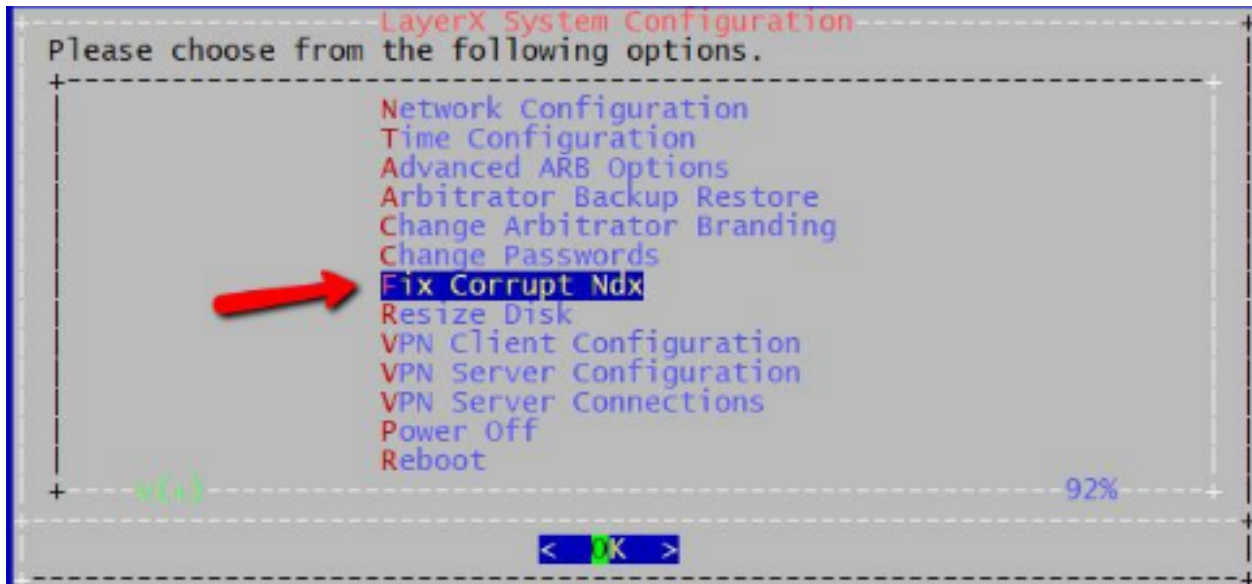 LayerX System Configuration
Please choose from the following options.
Network Configuration
Time Configuration
Advanced ARB Options
Arbitrator Backup Restore
Change Arbitrator Branding
Change Passwords
Fix Corrupt Ndx
Resize Disk
VPN Client Configuration
VPN Server Configuration
VPN Server Connections
Power Off
Reboot
v(+) 92%
< OK >